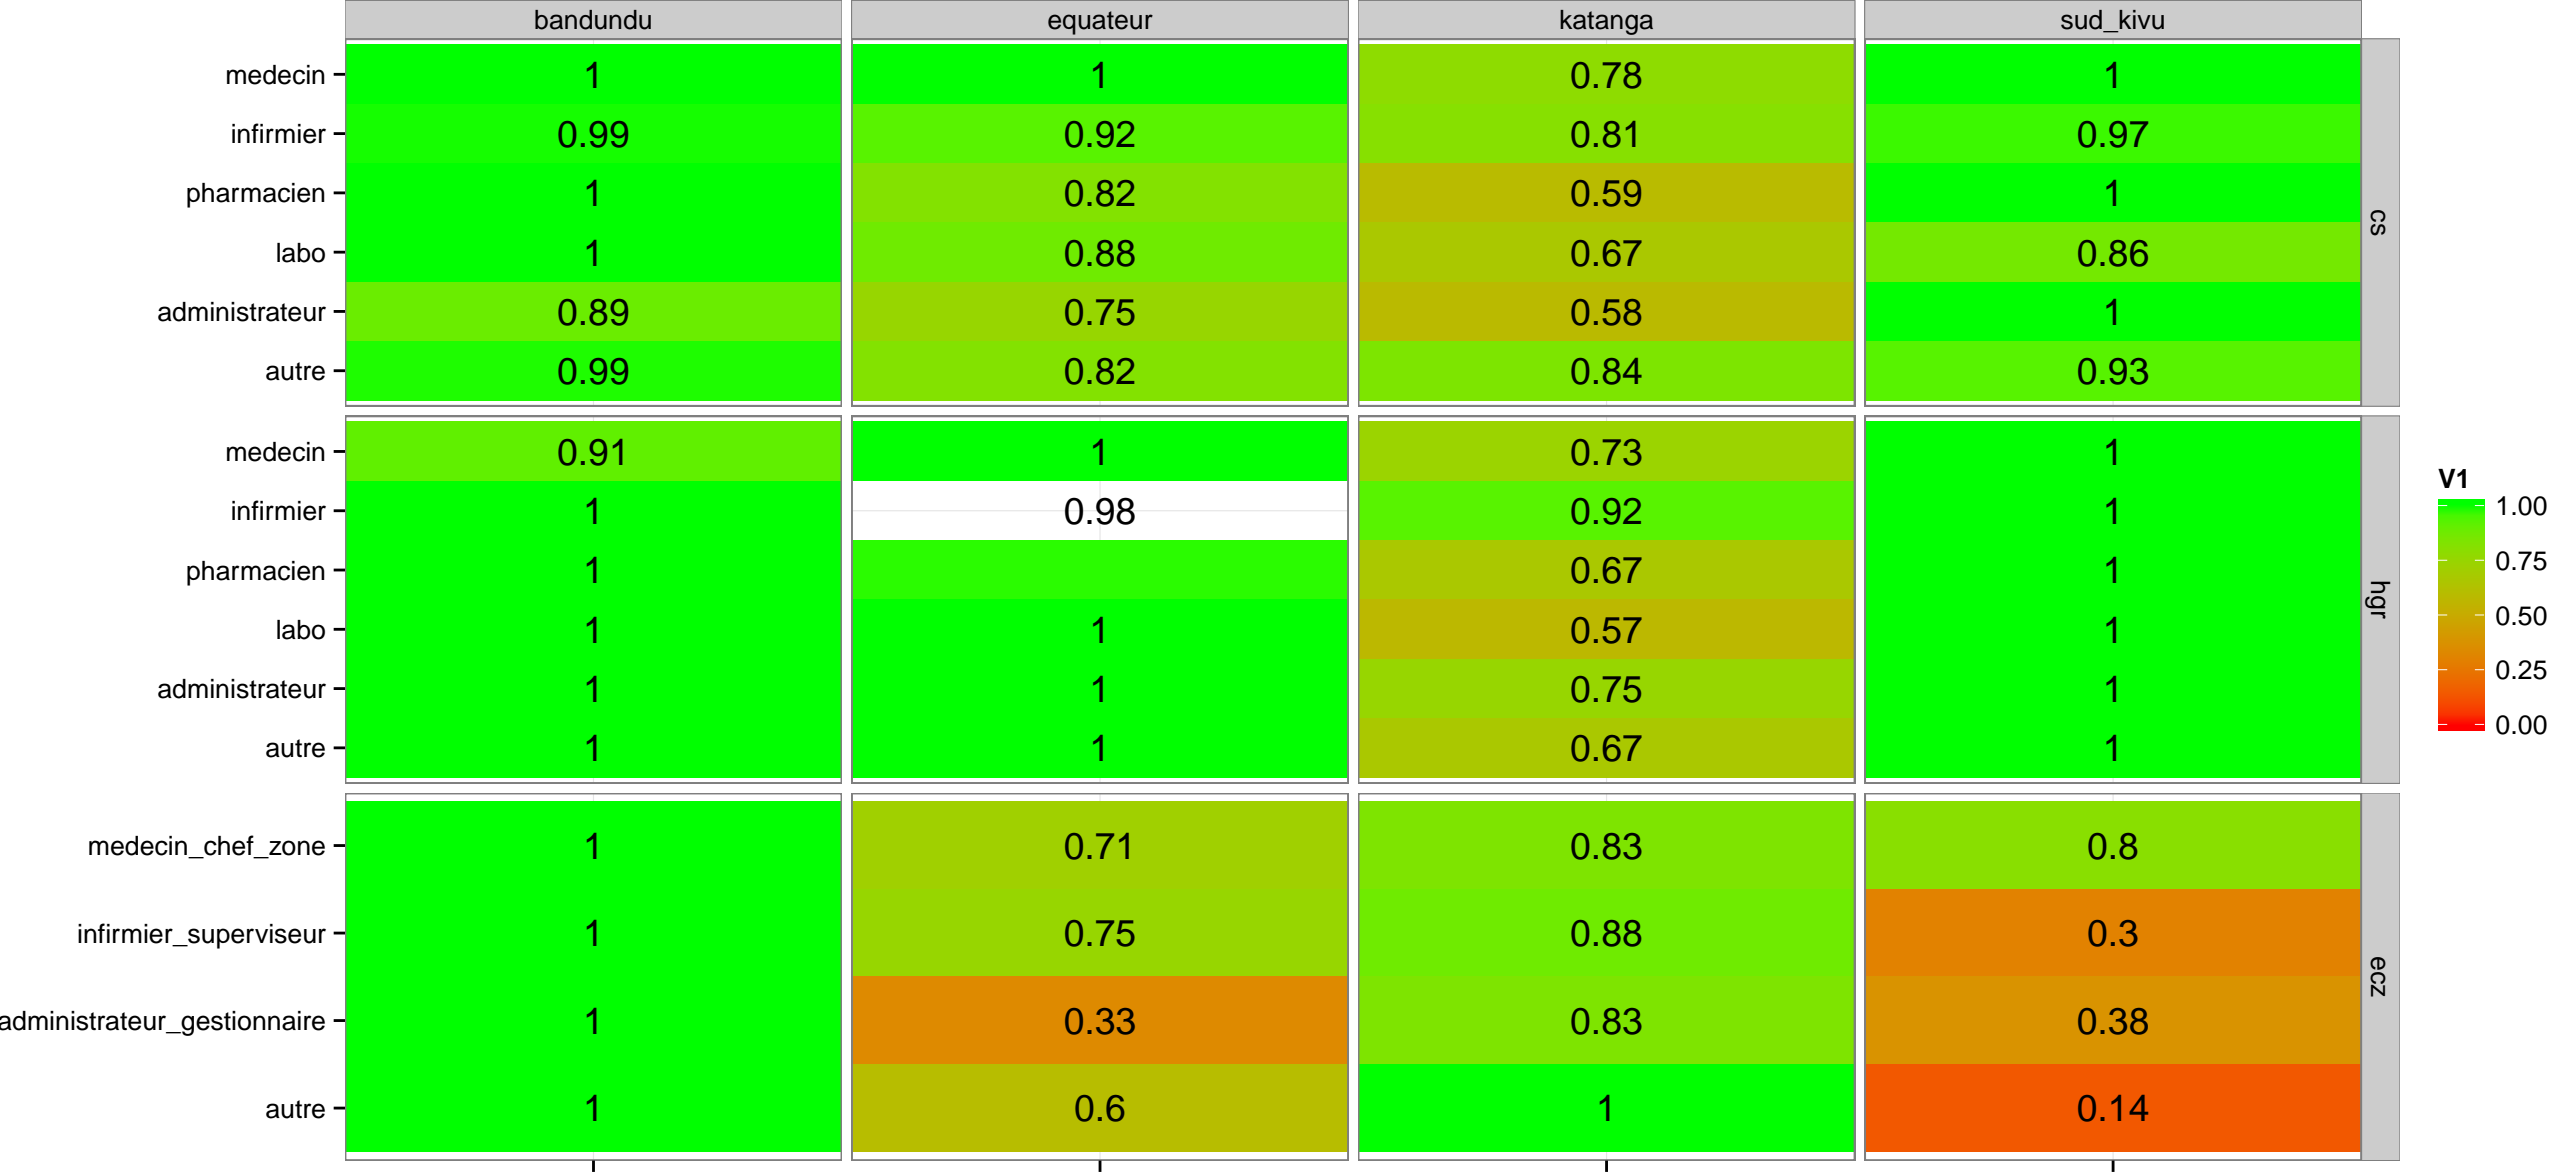 bandundu equateur katanga sud_kivu
medecin 1 1 0.78 1
infirmier 0.99 0.92 0.81 0.97
pharmacien 1 0.82 0.59 1
labo 1 0.88 0.67 0.86
administrateur 0.89 0.75 0.58 1
autre 0.99 0.82 0.84 0.93
cs
medecin 0.91 1 0.73 1
infirmier 1 0.98 0.92 1
pharmacien 1 0.67 1
labo 1 1 0.57 1
administrateur 1 1 0.75 1
autre 1 1 0.67 1
hgr
medecin_chef_zone 1 0.71 0.83 0.8
infirmier_superviseur 1 0.75 0.88 0.3
administrateur_gestionnaire 1 0.33 0.83 0.38
autre 1 0.6 1 0.14
ecz
V1
1.00
0.75
0.50
0.25
0.00